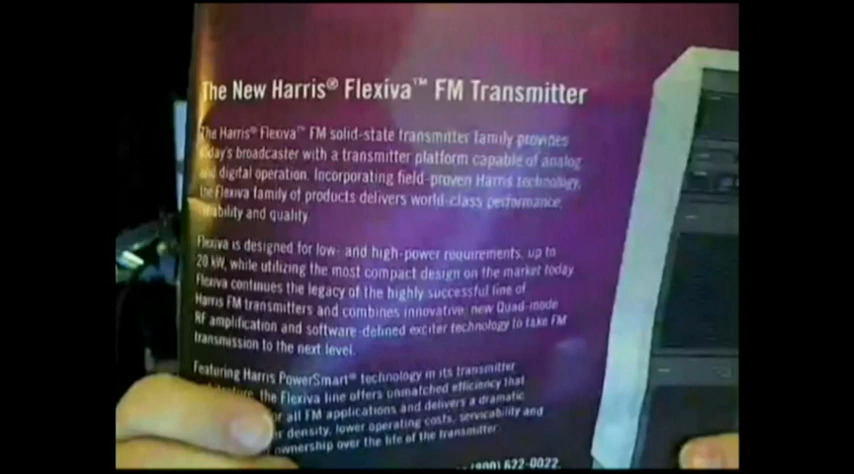 The New Harris® Flexiva™ FM Transmitter
The Harris® Flexiva™ FM solid-state transmitter family provides
today's broadcaster with a transmitter platform capable of analog
and digital operation. Incorporating field-proven Harris technology,
the Flexiva family of products delivers world-class performance,
and quality.
Flexiva is designed for low- and high-power requirements, up to
20 kW, while utilizing the most compact design on the market today.
Flexiva continues the legacy of the highly successful line of
Harris FM transmitters and combines innovative, new Quad-mode
RF amplification and software-defined exciter technology to take FM
transmission to the next level.
Featuring Harris PowerSmart® technology in its transmitter
the Flexiva line offers unmatched efficiency that
all FM applications and delivers a dramatic
density, lower operating costs, servicability and
ownership over the life of the transmitter.
(800) 622-0022.